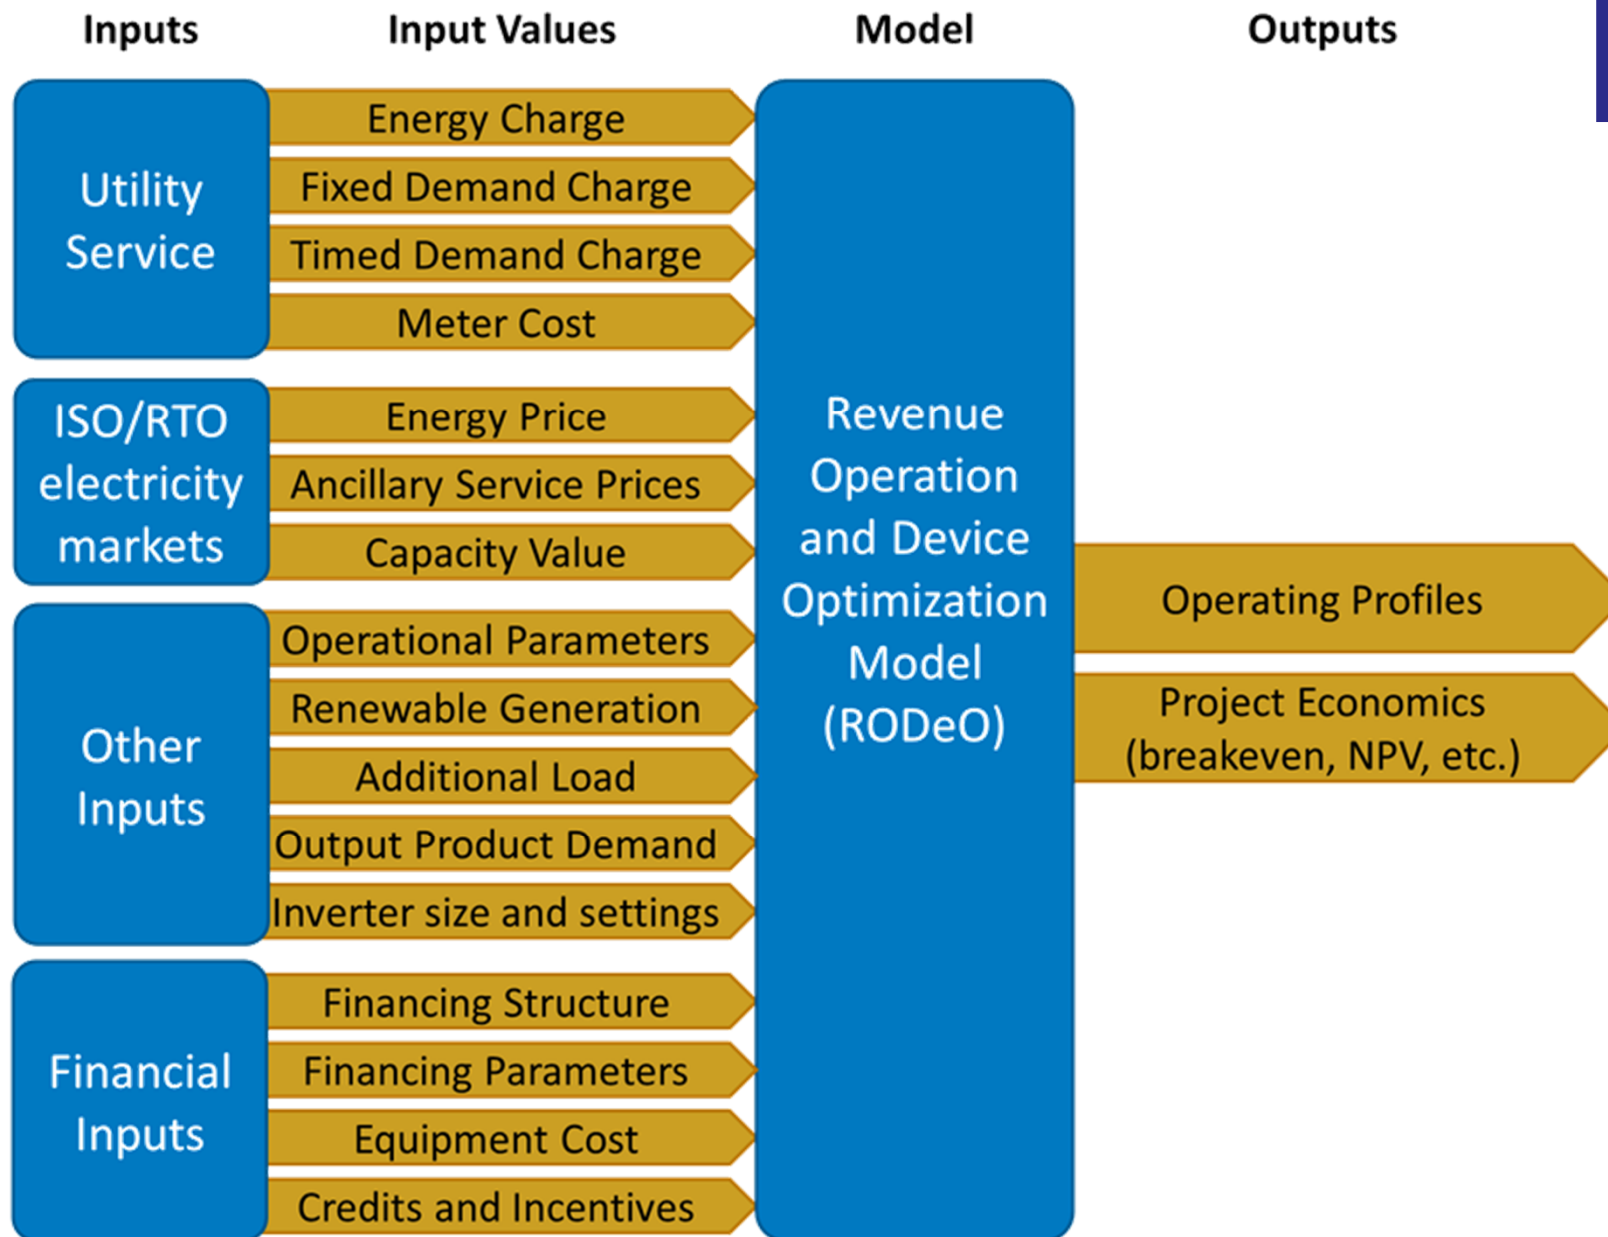 Inputs
Input Values
Model
Outputs
Utility
Service
Energy Charge
Fixed Demand Charge
Timed Demand Charge
Meter Cost
ISO/RTO
electricity
markets
Energy Price
Ancillary Service Prices
Capacity Value
Other
Inputs
Operational Parameters
Renewable Generation
Additional Load
Output Product Demand
Inverter size and settings
Financial
Inputs
Financing Structure
Financing Parameters
Equipment Cost
Credits and Incentives
Revenue
Operation
and Device
Optimization
Model
(RODeO)
Operating Profiles
Project Economics
(breakeven, NPV, etc.)